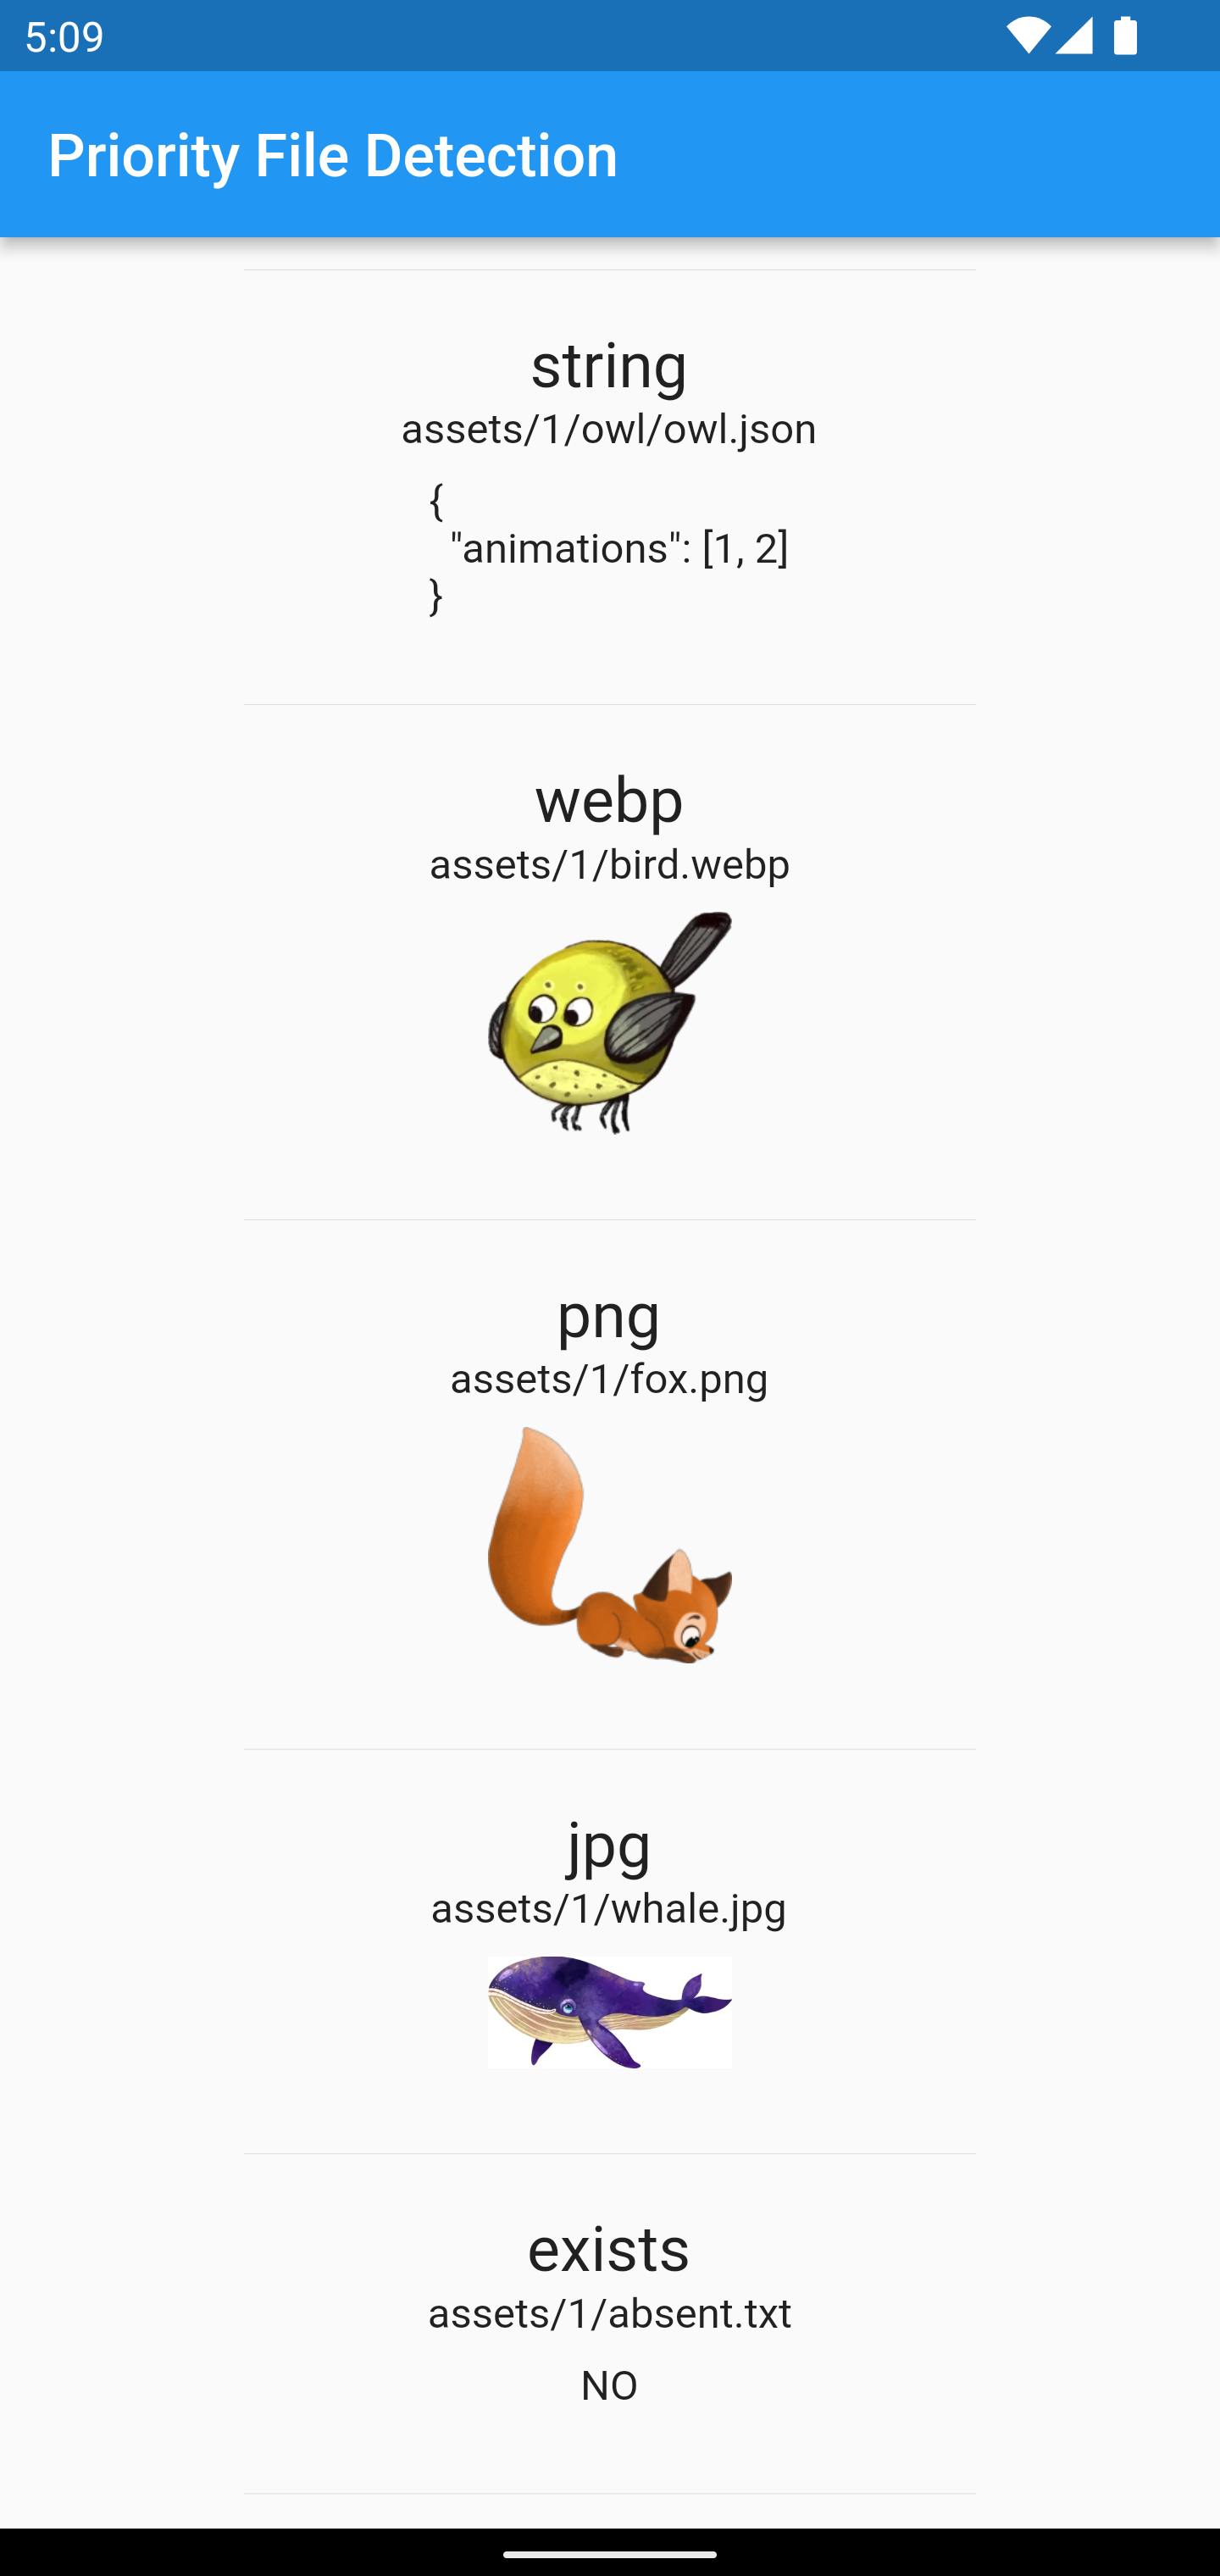 5:09
Priority File Detection
string
assets/1/owl/owl.json
{
"animations": [1, 2]
}
webp
assets/1/bird.webp
png
assets/1/fox.png
jpg
assets/1/whale.jpg
exists
assets/1/absent.txt
NO